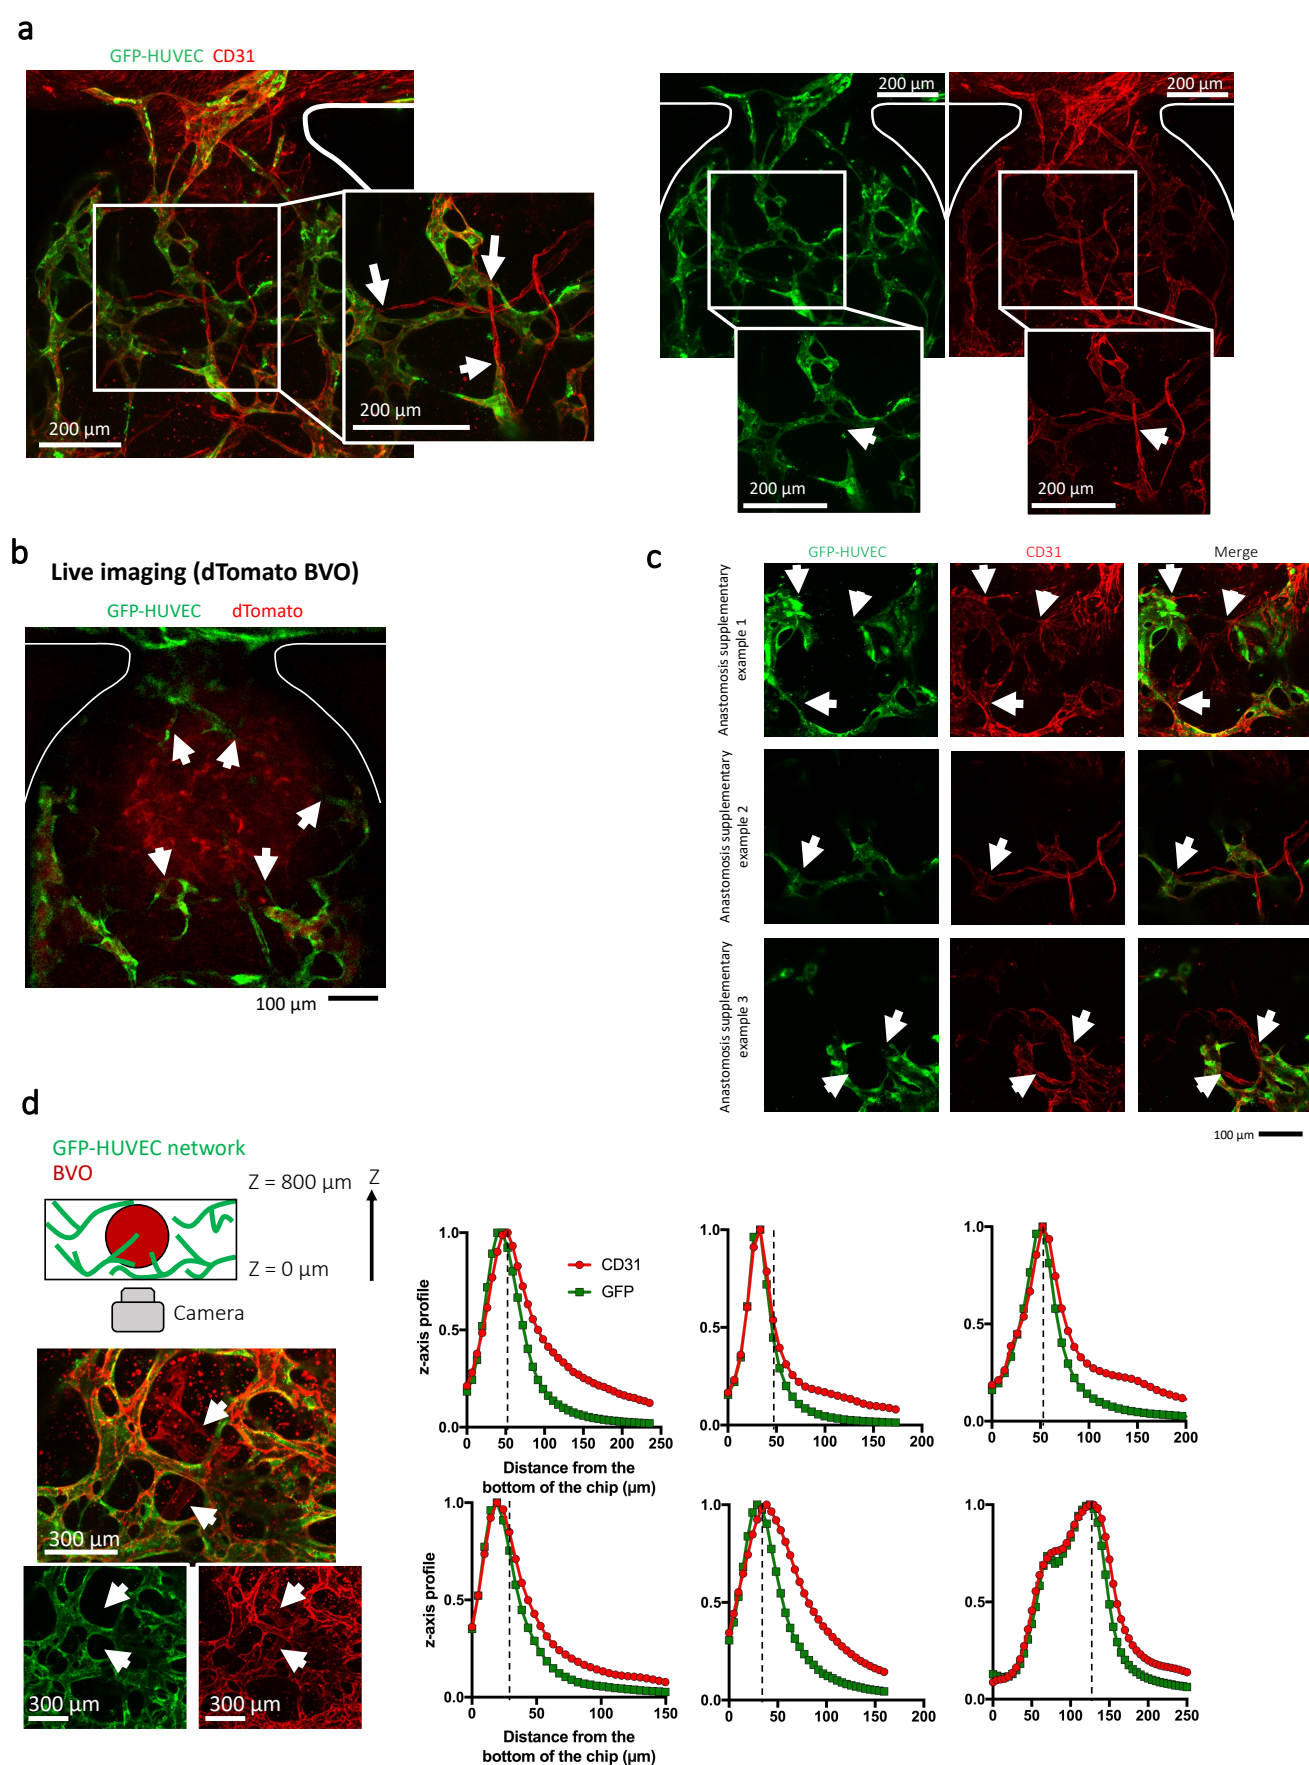 a
GFP-HUVEC CD31
200 µm
200 µm
200 µm
200 µm
200 µm
200 µm
b
Live imaging (dTomato BVO)
GFP-HUVEC dTomato
100 µm
c
GFP-HUVEC CD31 Merge
Anastomosis supplementary
example 1
Anastomosis supplementary
example 2
Anastomosis supplementary
example 3
100 µm
d
GFP-HUVEC network
BVO
Z = 800 µm Z
Z = 0 µm
Camera
300 µm
300 µm
300 µm
z-axis profile
1.0
0.5
0.0
0 50 100 150 200 250
Distance from the
bottom of the chip (µm)
CD31
GFP
1.0
0.5
0.0
0 50 100 150 200
1.0
0.5
0.0
0 50 100 150 200
z-axis profile
1.0
0.5
0.0
0 50 100 150
Distance from the
bottom of the chip (µm)
1.0
0.5
0.0
0 50 100 150 200
1.0
0.5
0.0
0 50 100 150 200 250